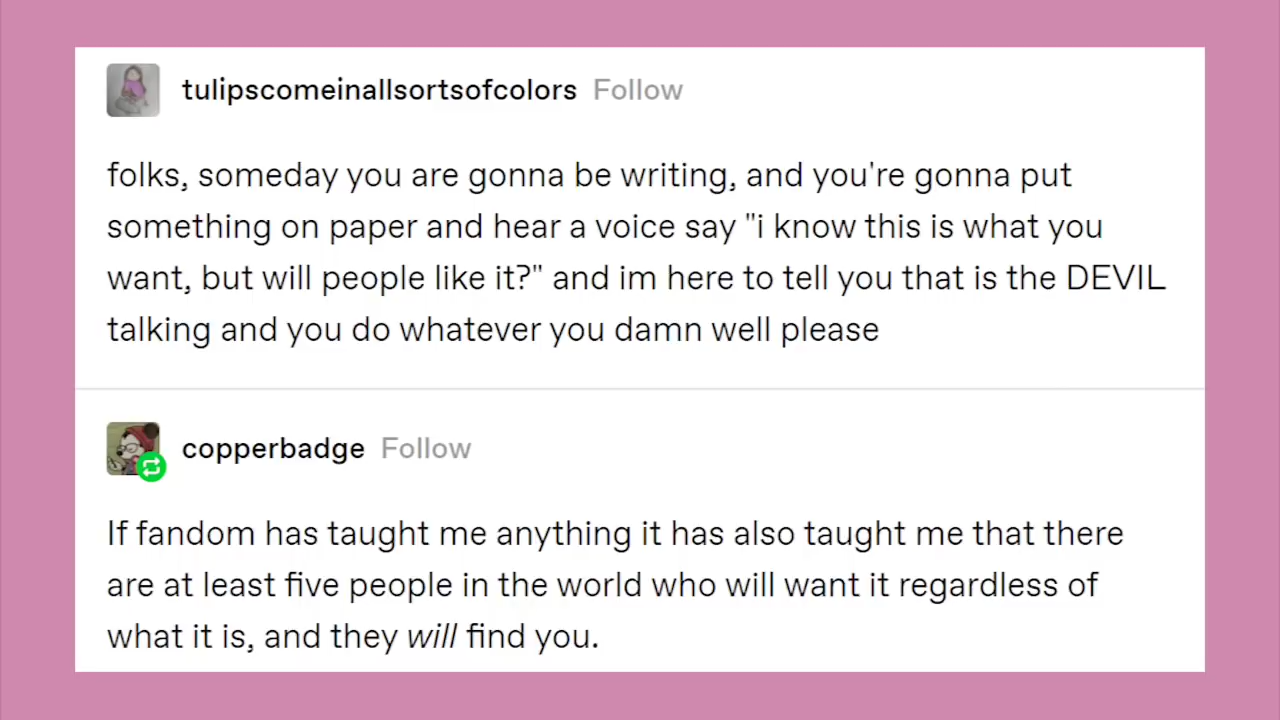 tulipscomeinallsortsofcolors Follow
folks, someday you are gonna be writing, and you're gonna put
something on paper and hear a voice say "i know this is what you
want, but will people like it?" and im here to tell you that is the DEVIL
talking and you do whatever you damn well please
copperbadge Follow
If fandom has taught me anything it has also taught me that there
are at least five people in the world who will want it regardless of
what it is, and they will find you.